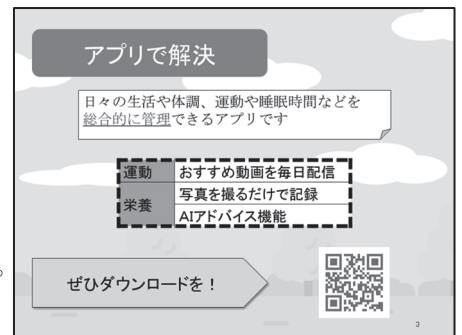 アプリで解決
日々の生活や体調、運動や睡眠時間などを
総合的に管理できるアプリです
運動 おすすめ動画を毎日配信
栄養 写真を撮るだけで記録
AIアドバイス機能
ぜひダウンロードを!
3
。